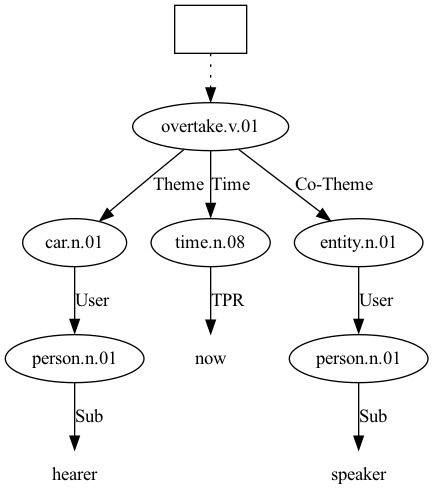 overtake.v.01
Theme Time Co-Theme
car.n.01 time.n.08 entity.n.01
User TPR User
person.n.01 now person.n.01
Sub Sub
hearer speaker